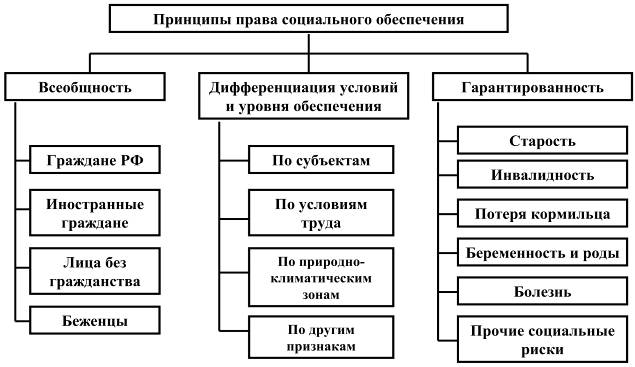 Принципы права социального обеспечения
Всеобщность
Граждане РФ
Иностранные
граждане
Лица без
гражданства
Беженцы
Дифференциация условий
и уровня обеспечения
По субъектам
По условиям
труда
По природно-
климатическим
зонам
По другим
признакам
Гарантированность
Старость
Инвалидность
Потеря кормильца
Беременность и роды
Болезнь
Прочие социальные
риски